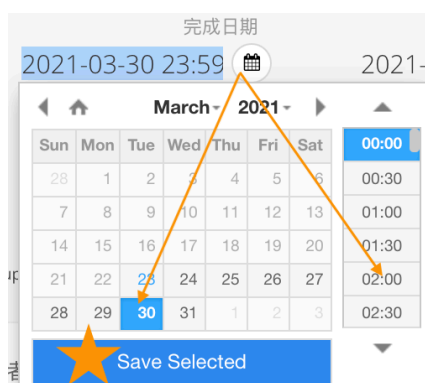 完成日期
2021-03-30 23:59
2021-
March 2021
Sun Mon Tue Wed Thu Fri Sat
28 1 2 3 4 5 6
7 8 9 10 11 12 13
14 15 16 17 18 19 20
21 22 23 24 25 26 27
28 29 30 31 1 2 3
00:00
00:30
01:00
01:30
02:00
02:30
up
Save Selected
者